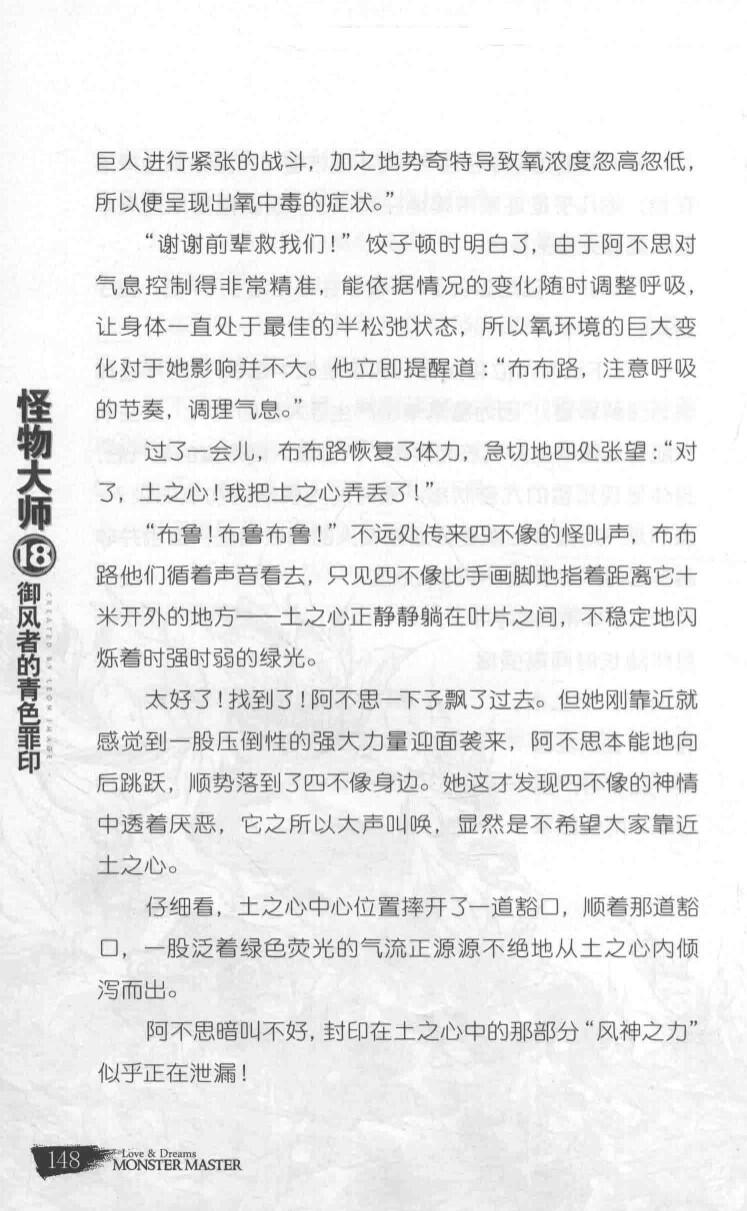 巨人进行紧张的战斗，加之地势奇特导致氧浓度忽高忽低，
所以便呈现出氧中毒的症状。”
“谢谢前辈救我们！”饺子顿时明白了，由于阿不思对
气息控制得非常精准，能依据情况的变化随时调整呼吸，
让身体一直处于最佳的半松弛状态，所以氧环境的巨大变
化对于她影响并不大。他立即提醒道：“布布路，注意呼吸
的节奏，调理气息。”
过了一会儿，布布路恢复了体力，急切地四处张望：“对
了，土之心！我把土之心弄丢了！”
“布鲁！布鲁布鲁！”不远处传来四不像的怪叫声，布布
路他们循着声音看去，只见四不像比手画脚地指着距离它十
米开外的地方——土之心正静静躺在叶片之间，不稳定地闪
烁着时强时弱的绿光。
太好了！找到了！阿不思一下子飘了过去。但她刚靠近就
感觉到一股压倒性的强大力量迎面袭来，阿不思本能地向
后跳跃，顺势落到了四不像身边。她这才发现四不像的神情
中透着厌恶，它之所以大声叫唤，显然是不希望大家靠近
土之心。
仔细看，土之心中心位置摔开了一道豁口，顺着那道豁
口，一股泛着绿色荧光的气流正源源不绝地从土之心内倾
泻而出。
阿不思暗叫不好，封印在土之心中的那部分“风神之力”
似乎正在泄漏！
怪物大师18
御风者的青色罪印
CREATED BY LEON IMAGE
148
Love & Dreams
MONSTER MASTER